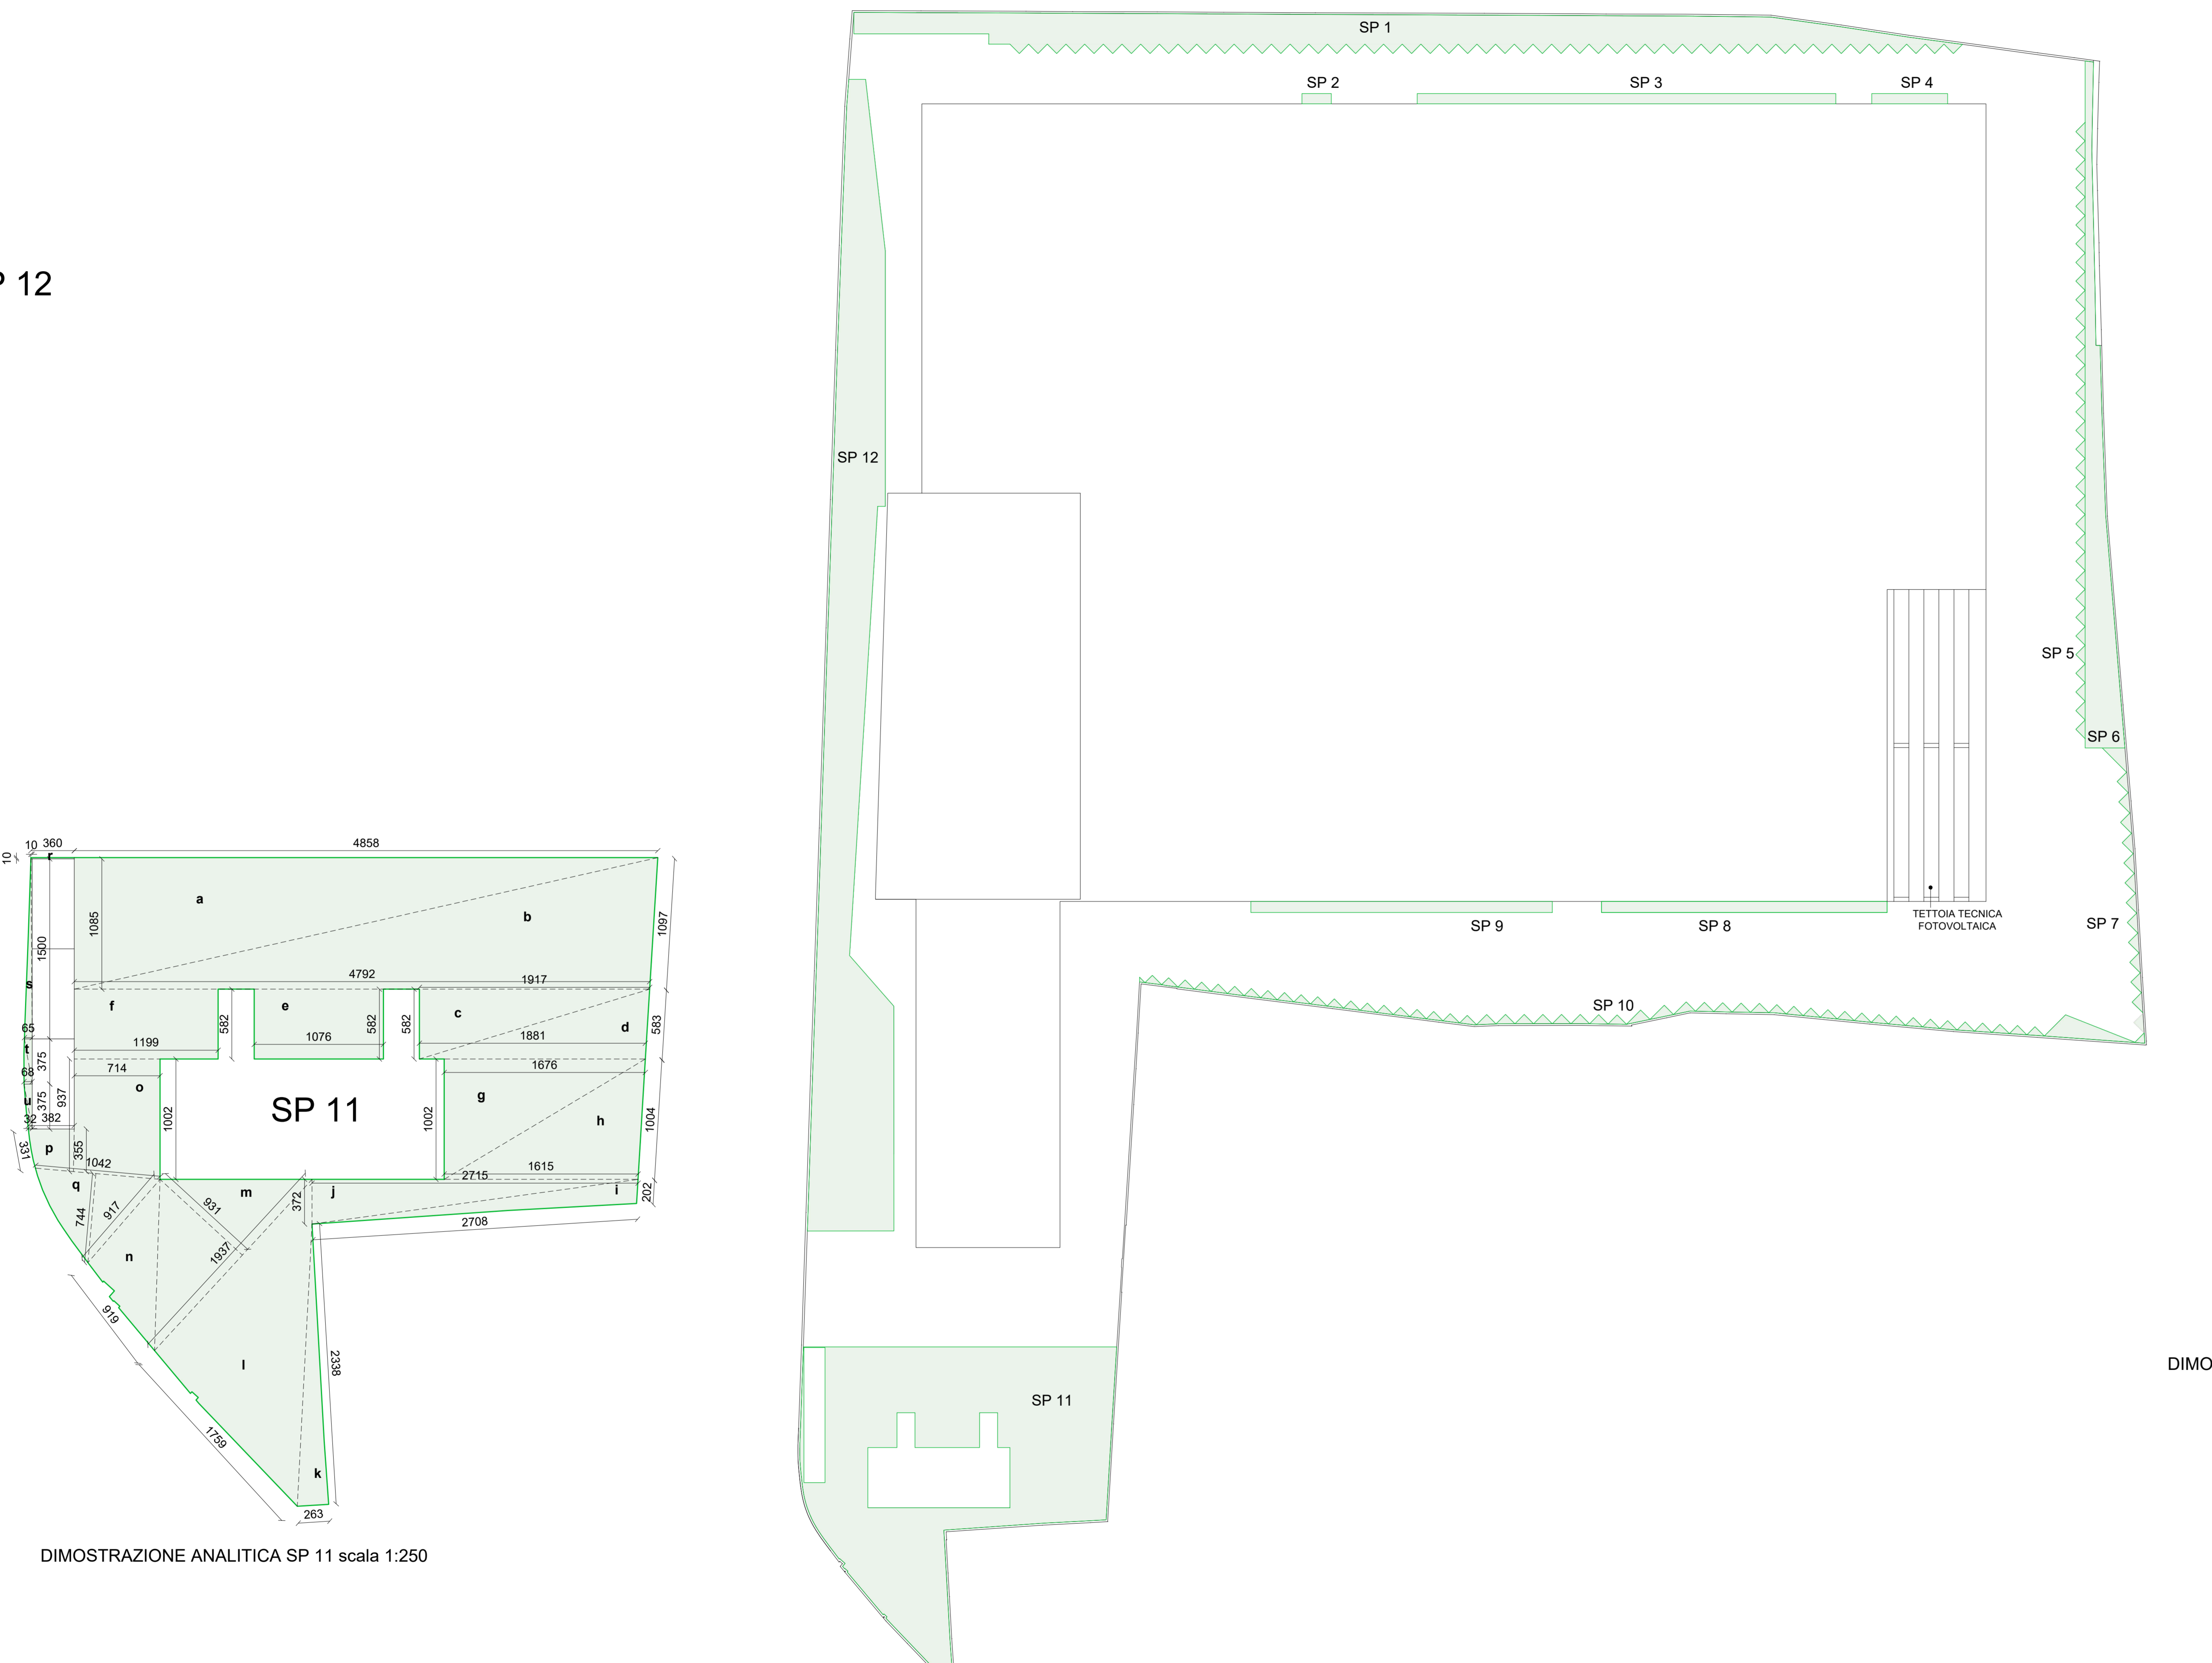 SP 1
SP 2
SP 3
SP 4
P 12
SP 12
SP 5
SP 6
SP 7
SP 9
SP 8
TETTOIA TECNICA
FOTOVOLTAICA
SP 10
SP 11
DIMO
10
10
360
4858
r
a
b
1085
1097
1500
4792
1917
s
f
e
c
d
582
582
582
583
65
1199
1076
1881
t
375
714
1676
68
o
g
u
375
937
1002
SP 11
1002
h
1004
32
382
331
p
355
1042
1615
2715
q
m
j
i
202
931
372
744
917
2708
n
1937
919
l
2338
1759
k
263
DIMOSTRAZIONE ANALITICA SP 11 scala 1:250